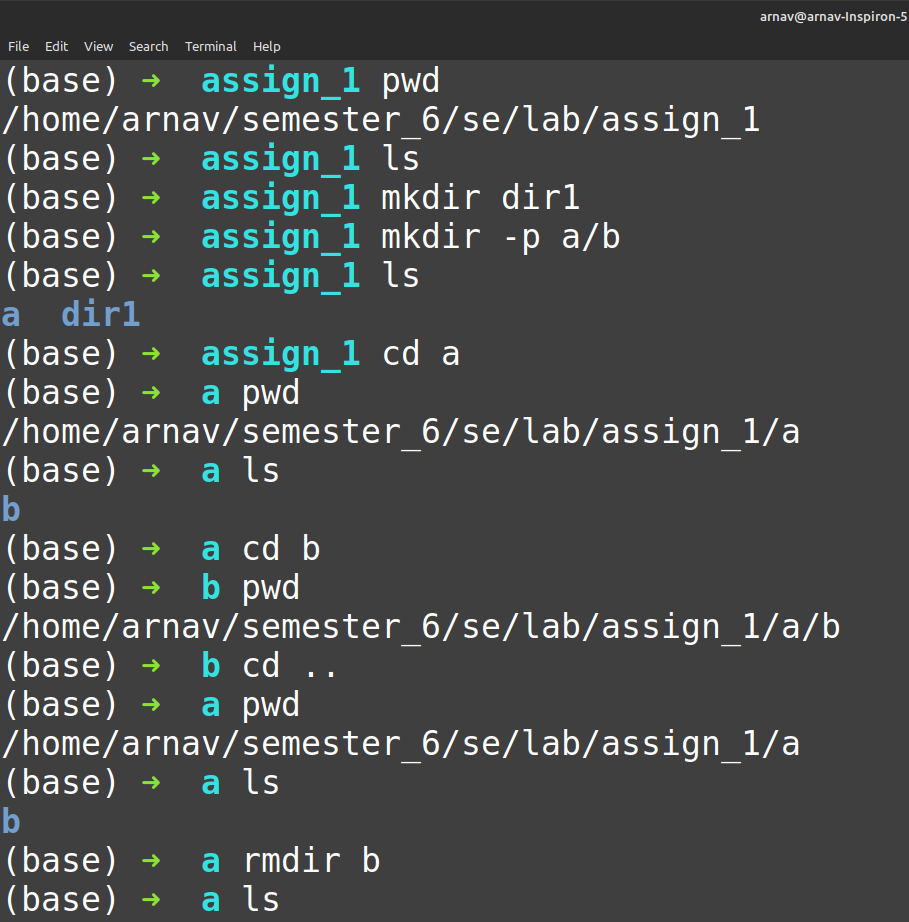 arnav@arnav-Inspiron-5
File Edit View Search Terminal Help
(base) ➜ assign_1 pwd
/home/arnav/semester_6/se/lab/assign_1
(base) ➜ assign_1 ls
(base) ➜ assign_1 mkdir dir1
(base) ➜ assign_1 mkdir -p a/b
(base) ➜ assign_1 ls
a  dir1
(base) ➜ assign_1 cd a
(base) ➜ a pwd
/home/arnav/semester_6/se/lab/assign_1/a
(base) ➜ a ls
b
(base) ➜ a cd b
(base) ➜ b pwd
/home/arnav/semester_6/se/lab/assign_1/a/b
(base) ➜ b cd ..
(base) ➜ a pwd
/home/arnav/semester_6/se/lab/assign_1/a
(base) ➜ a ls
b
(base) ➜ a rmdir b
(base) ➜ a ls